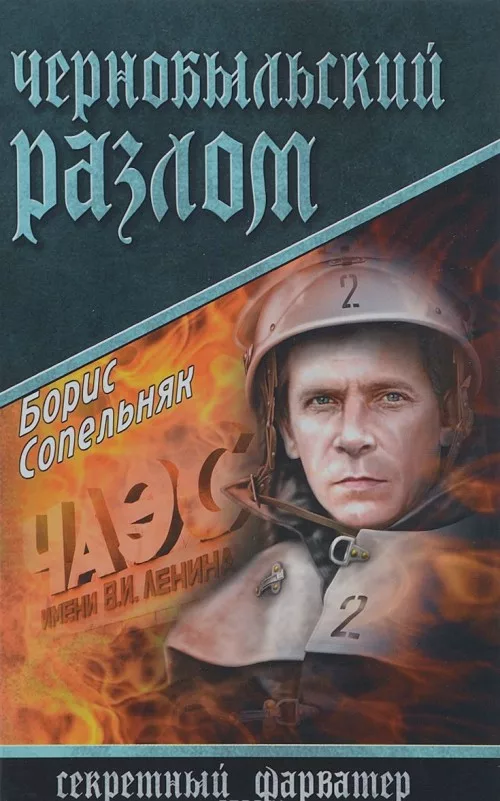 чернобыльский
разлом
2
Борис
Сопельняк
ЧАЭС
ИМЕНИ В.И. ЛЕНИНА
2
секретный фарватер